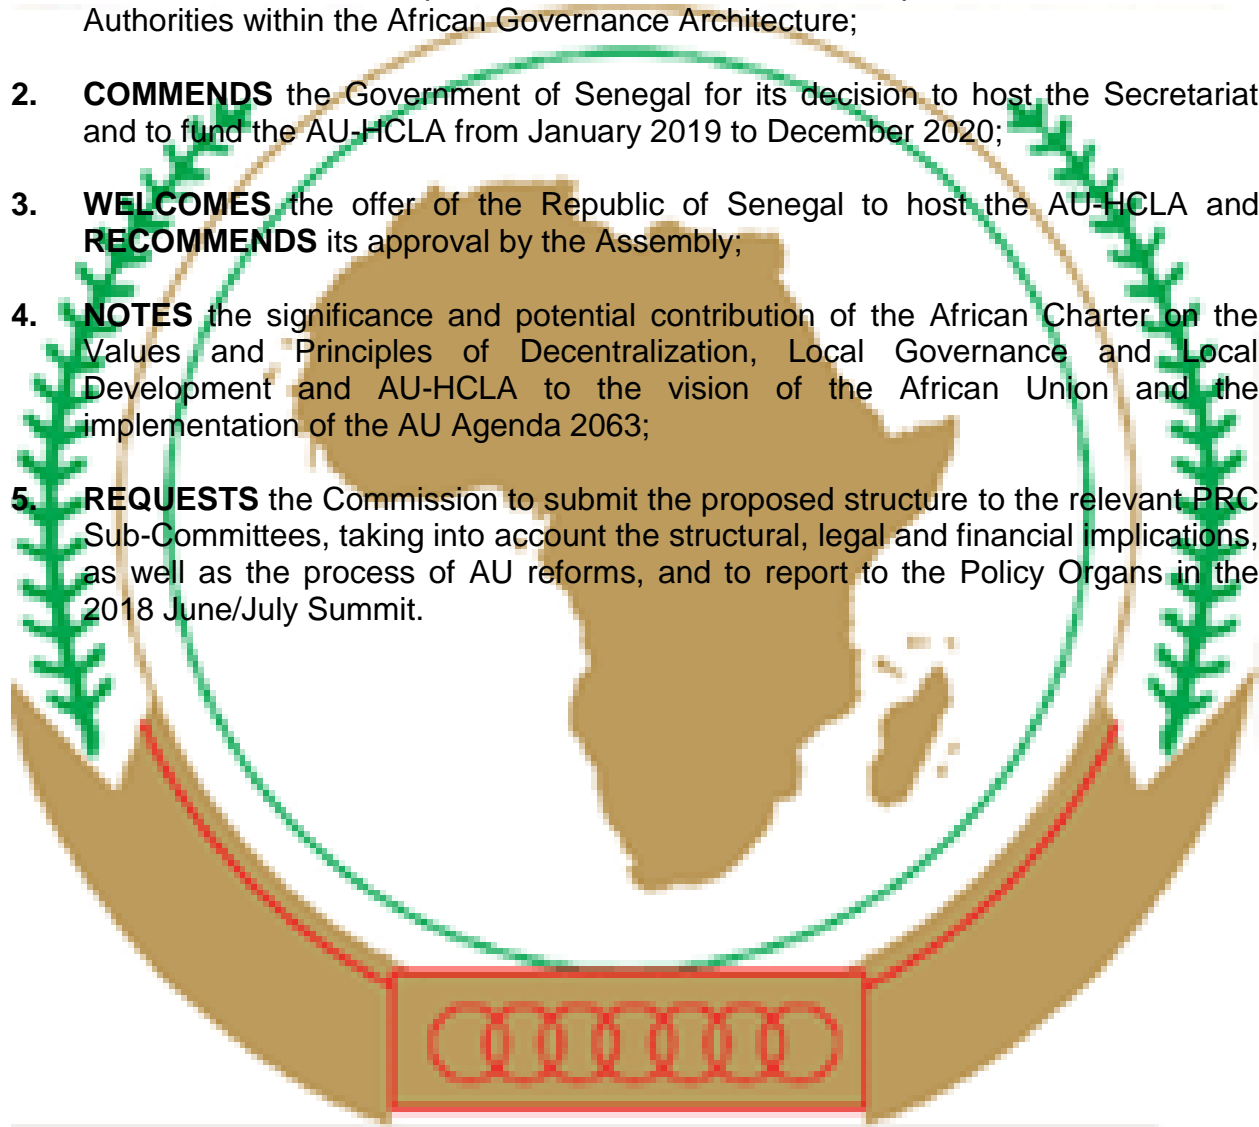 Authorities within the African Governance Architecture;
2. COMMENDS the Government of Senegal for its decision to host the Secretariat
and to fund the AU-HCLA from January 2019 to December 2020;
3. WELCOMES the offer of the Republic of Senegal to host the AU-HCLA and
RECOMMENDS its approval by the Assembly;
4. NOTES the significance and potential contribution of the African Charter on the
Values and Principles of Decentralization, Local Governance and Local
Development and AU-HCLA to the vision of the African Union and the
implementation of the AU Agenda 2063;
5. REQUESTS the Commission to submit the proposed structure to the relevant PRC
Sub-Committees, taking into account the structural, legal and financial implications,
as well as the process of AU reforms, and to report to the Policy Organs in the
2018 June/July Summit.